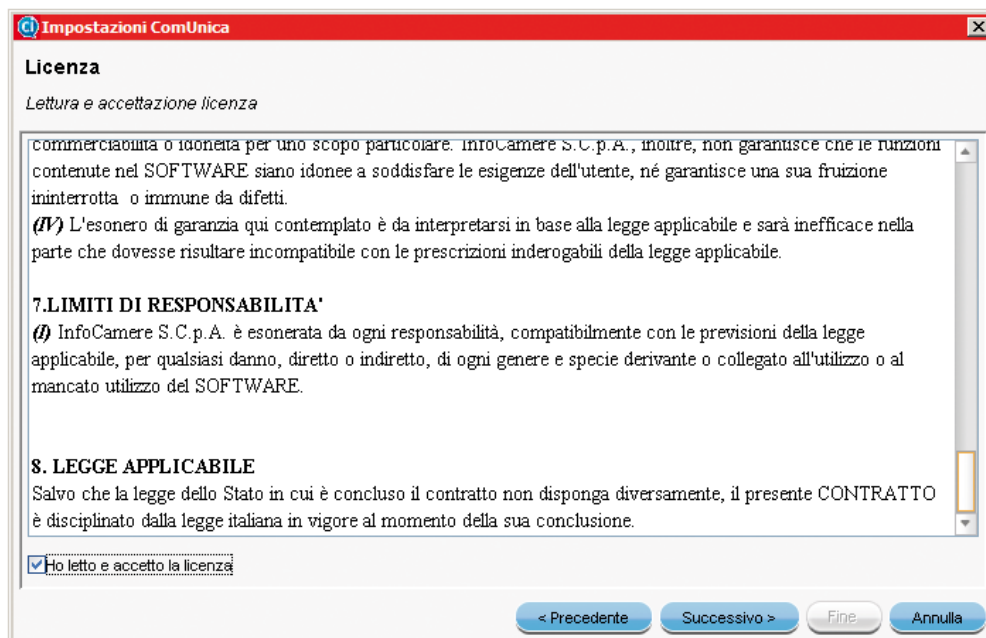 Ci Impostazioni ComUnica
Licenza
Lettura e accettazione licenza
commerciabilità o idoneità per uno scopo particolare. InfoCamere S.C.p.A., inoltre, non garantisce che le funzioni
contenute nel SOFTWARE siano idonee a soddisfare le esigenze dell'utente, né garantisce una sua fruizione
ininterrotta o immune da difetti.
(IV) L'esonero di garanzia qui contemplato è da interpretarsi in base alla legge applicabile e sarà inefficace nella
parte che dovesse risultare incompatibile con le prescrizioni inderogabili della legge applicabile.
7.LIMITI DI RESPONSABILITA'
(I) InfoCamere S.C.p.A. è esonerata da ogni responsabilità, compatibilmente con le previsioni della legge
applicabile, per qualsiasi danno, diretto o indiretto, di ogni genere e specie derivante o collegato all'utilizzo o al
mancato utilizzo del SOFTWARE.
8. LEGGE APPLICABILE
Salvo che la legge dello Stato in cui è concluso il contratto non disponga diversamente, il presente CONTRATTO
è disciplinato dalla legge italiana in vigore al momento della sua conclusione.
Ho letto e accetto la licenza
< Precedente Successivo > Fine Annulla